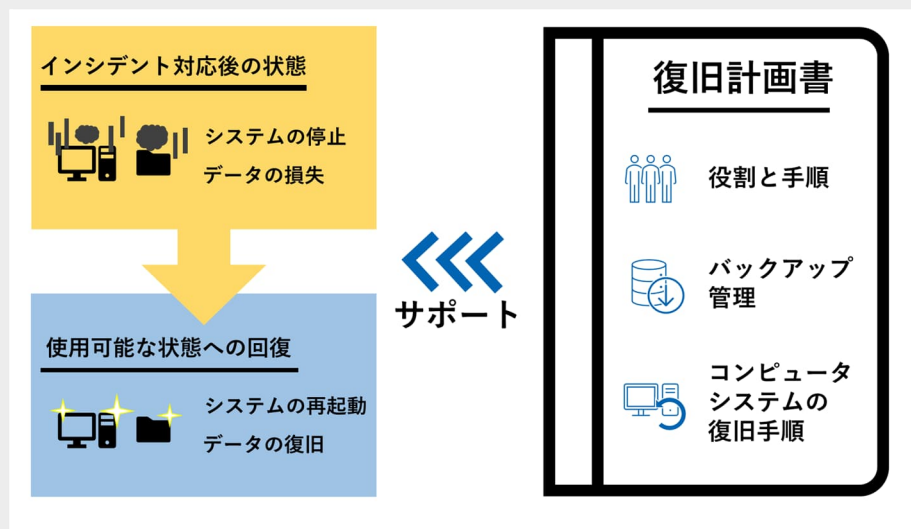 インシデント対応後の状態
システムの停止
データの損失
使用可能な状態への回復
システムの再起動
データの復旧
サポート
復旧計画書
役割と手順
バックアップ
管理
コンピュータ
システムの
復旧手順